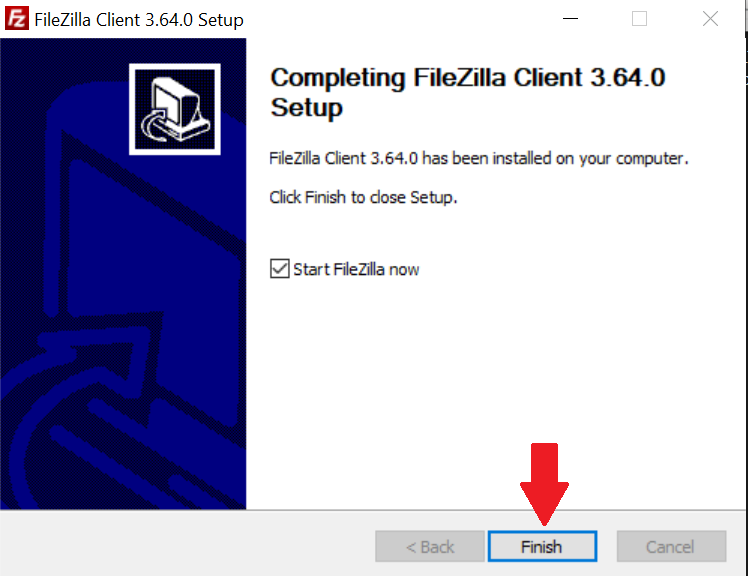 Fz FileZilla Client 3.64.0 Setup
Completing FileZilla Client 3.64.0
Setup
FileZilla Client 3.64.0 has been installed on your computer.
Click Finish to close Setup.
Start FileZilla now
< Back
Finish
Cancel